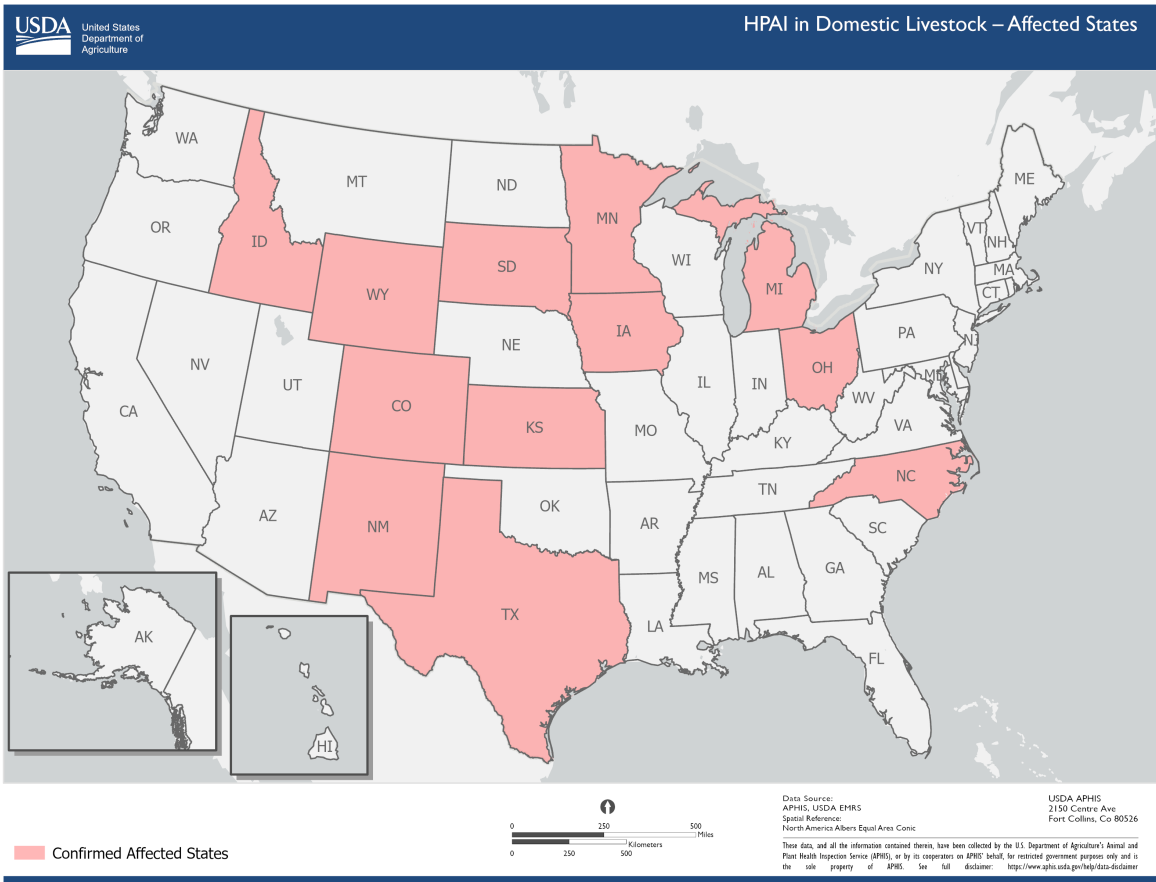 USDA
United States
Department of
Agriculture
HPAI in Domestic Livestock – Affected States
WA
MT
ND
MN
ME
OR
ID
SD
WI
VT
NH
NY
MA
WY
MI
CT
IA
PA
NJ
NE
NV
UT
IL
IN
OH
MD
CA
CO
KS
MO
WV
VA
KY
AZ
NM
OK
TN
NC
AR
SC
MS
AL
GA
TX
LA
FL
AK
HI
Confirmed Affected States
0 250 500
Miles
Kilometers
0 250 500
Data Source:
APHIS, USDA EMRS
Spatial Reference:
North America Albers Equal Area Conic
USDA APHIS
2150 Centre Ave
Fort Collins, Co 80526
These data, and all the information contained therein, have been collected by the U.S. Department of Agriculture's Animal and
Plant Health Inspection Service (APHIS), or by its cooperators on APHIS' behalf, for restricted government purposes only and is
the sole property of APHIS. See full disclaimer: https://www.aphis.usda.gov/help/data-disclaimer